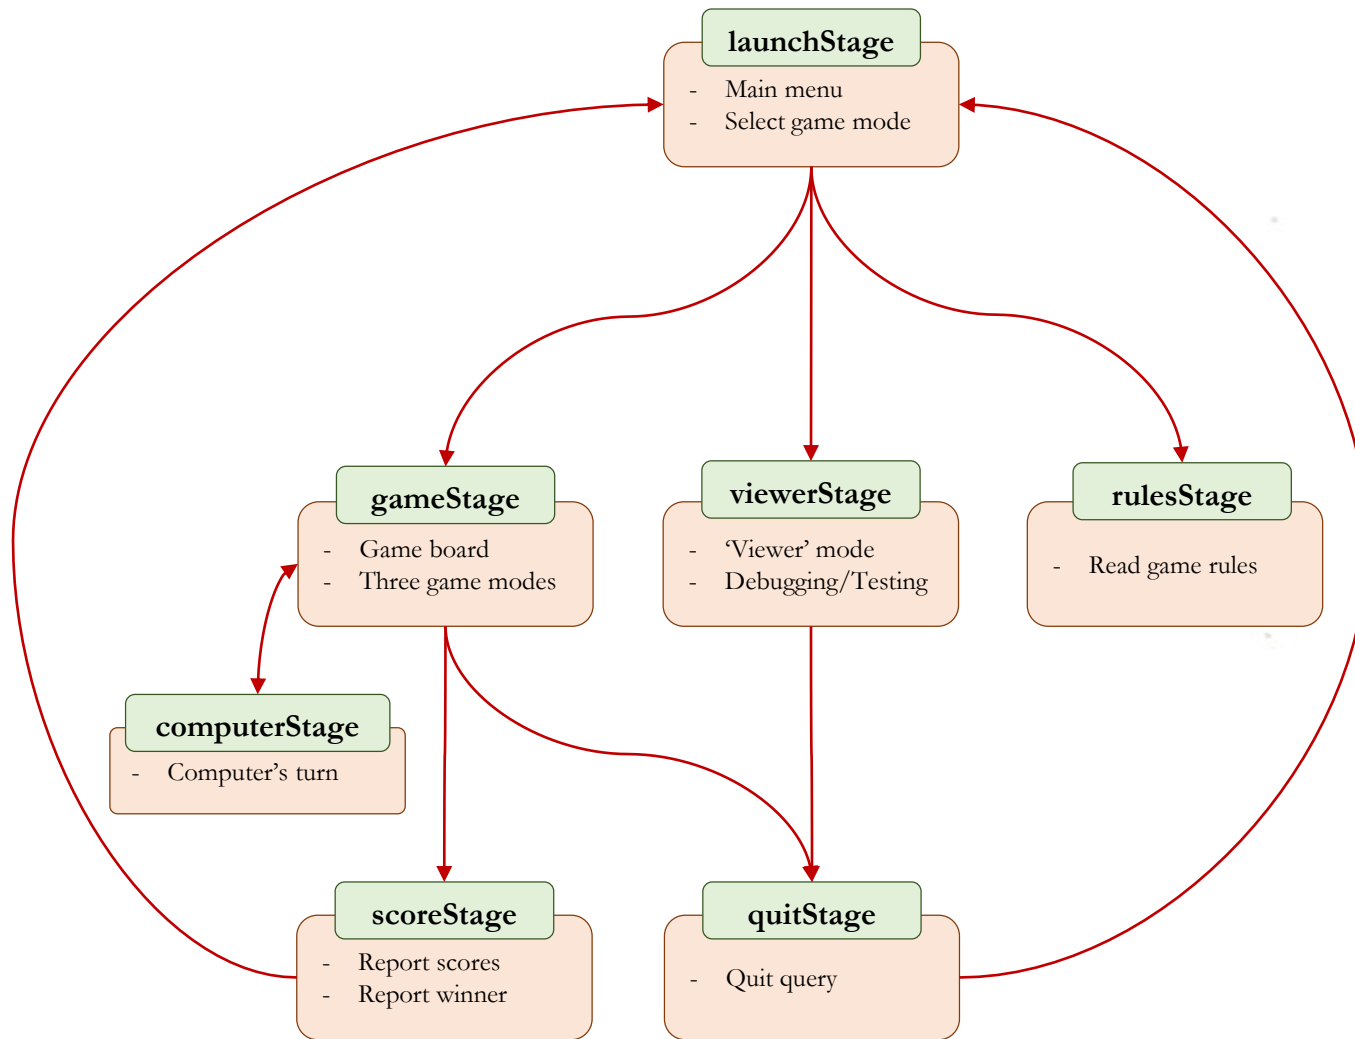 launchStage
- Main menu
- Select game mode
gameStage
- Game board
- Three game modes
viewerStage
- ‘Viewer’ mode
- Debugging/Testing
rulesStage
- Read game rules
computerStage
- Computer’s turn
scoreStage
- Report scores
- Report winner
quitStage
- Quit query